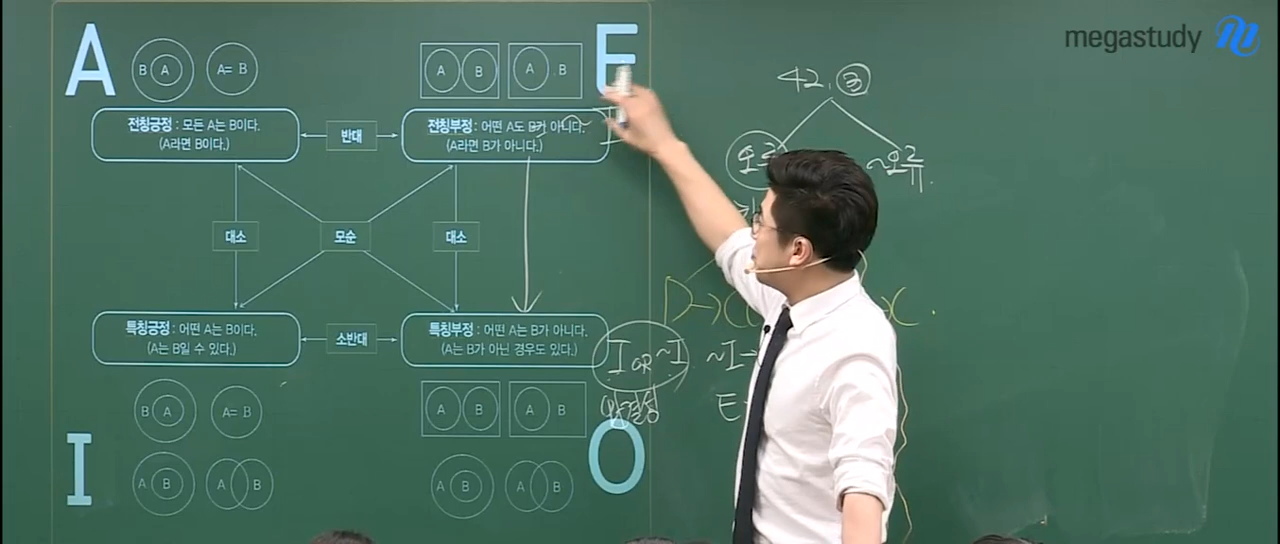 megastudy
A
B A
A= B
A B
A B
E
전칭긍정 : 모든 A는 B이다.
(A라면 B이다.)
반대
전칭부정 : 어떤 A도 B가 아니다.
(A라면 B가 아니다.)
~I
대소
모순
대소
특칭긍정 : 어떤 A는 B이다.
(A는 B일 수 있다.)
소반대
특칭부정 : 어떤 A는 B가 아니다.
(A는 B가 아닌 경우도 있다.)
B A
A= B
A B
A B
I
A B
A B
A B
A B
O
42. ③
~오류
I OR ~I
~I →
E